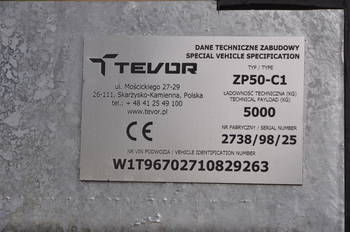 TEVOR
ul. Mościckiego 27-29
26-111, Skarżysko-Kamienna, Polska
tel.: + 48 41 25 49 100
www.tevor.pl
CE
DANE TECHNICZNE ZABUDOWY
SPECIAL VEHICLE SPECIFICATION
TYP / TYPE
ZP50-C1
ŁADOWNOŚĆ TECHNICZNA (KG)
TECHNICAL PAYLOAD (KG)
5000
NR FABRYCZNY / SERIAL NUMBER
2738/98/25
NR VIN PODWOZIA / VEHICLE IDENTIFICATION NUMBER
W1T96702710829263